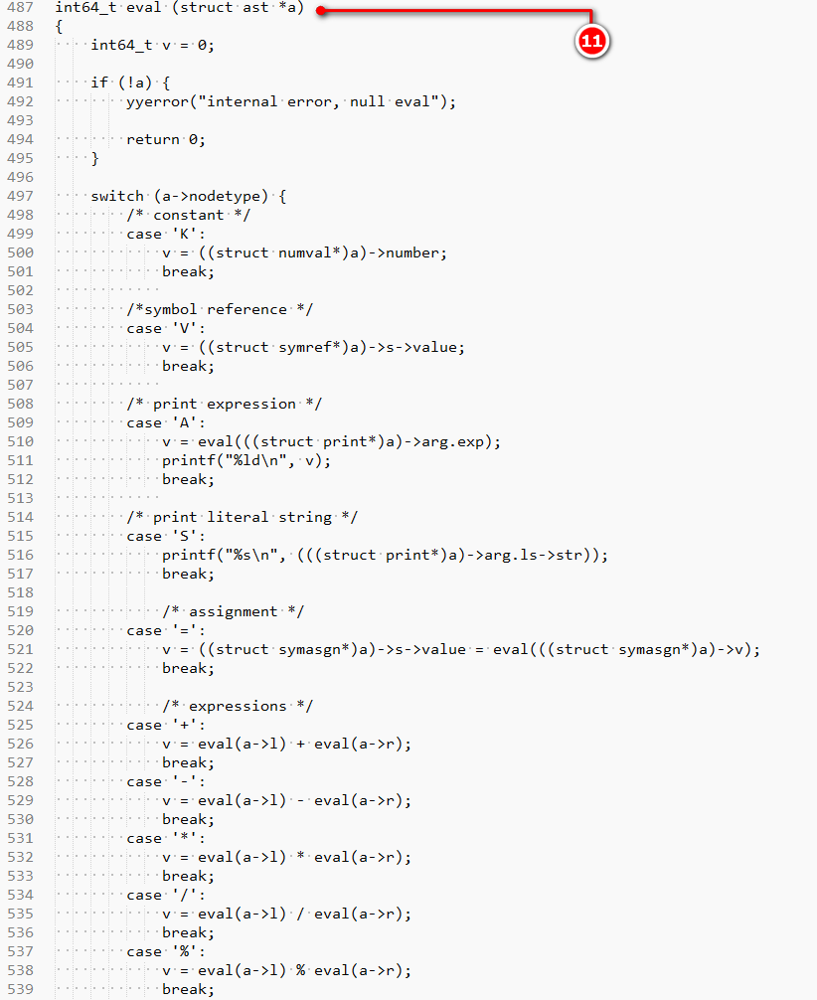 487 int64_t eval (struct ast *a)
11
488 {
489     int64_t v = 0;
490
491     if (!a) {
492         yyerror("internal error, null eval");
493
494         return 0;
495     }
496
497     switch (a->nodetype) {
498         /* constant */
499         case 'K':
500             v = ((struct numval*)a)->number;
501             break;
502
503         /*symbol reference */
504         case 'V':
505             v = ((struct symref*)a)->s->value;
506             break;
507
508         /* print expression */
509         case 'A':
510             v = eval(((struct print*)a)->arg.exp);
511             printf("%ld\n", v);
512             break;
513
514         /* print literal string */
515         case 'S':
516             printf("%s\n", (((struct print*)a)->arg.ls->str));
517             break;
518
519             /* assignment */
520         case '=':
521             v = ((struct symasgn*)a)->s->value = eval(((struct symasgn*)a)->v);
522             break;
523
524             /* expressions */
525         case '+':
526             v = eval(a->l) + eval(a->r);
527             break;
528         case '-':
529             v = eval(a->l) - eval(a->r);
530             break;
531         case '*':
532             v = eval(a->l) * eval(a->r);
533             break;
534         case '/':
535             v = eval(a->l) / eval(a->r);
536             break;
537         case '%':
538             v = eval(a->l) % eval(a->r);
539             break;